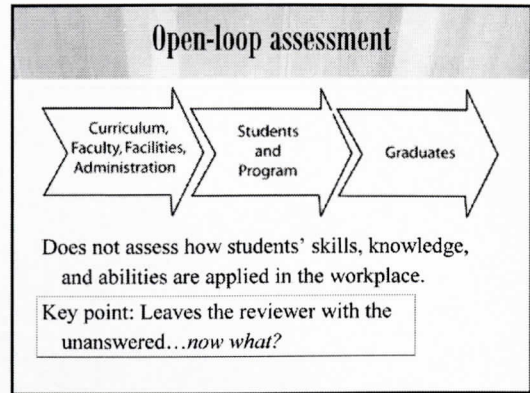 Open-loop assessment
Curriculum,
Faculty, Facilities,
Administration
Students
and
Program
Graduates
Does not assess how students’ skills, knowledge,
and abilities are applied in the workplace.
Key point: Leaves the reviewer with the
unanswered…now what?